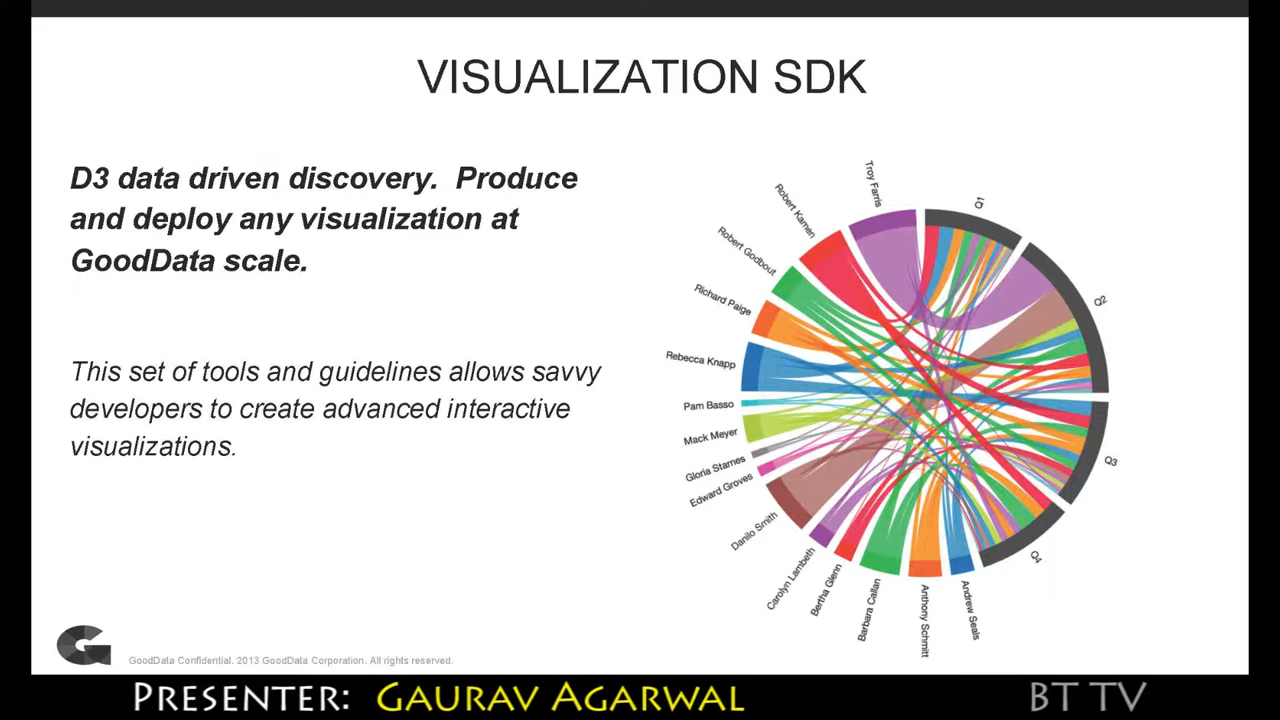 VISUALIZATION SDK
D3 data driven discovery. Produce
and deploy any visualization at
GoodData scale.
This set of tools and guidelines allows savvy
developers to create advanced interactive
visualizations.
Troy Farris
Robert Kamen
Robert Godbout
Richard Paige
Rebecca Knapp
Pam Basso
Mack Meyer
Gloria Starnes
Edward Groves
Danilo Smith
Carolyn Lambeth
Bertha Glenn
Barbara Callan
Anthony Schmitt
Andrew Seals
Q1
Q2
Q3
Q4
GoodData Confidential. 2013 GoodData Corporation. All rights reserved.
PRESENTER: GAURAV AGARWAL
BT TV